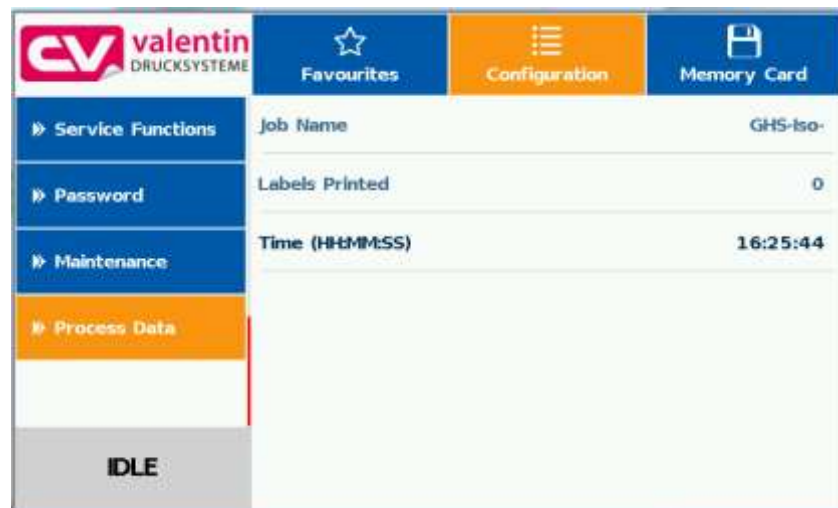 CV valentin
DRUCKSYSTEME
Favourites
Configuration
Memory Card
Service Functions
Password
Maintenance
Process Data
IDLE
Job Name GHS-Iso-
Labels Printed 0
Time (HH:MM:SS) 16:25:44